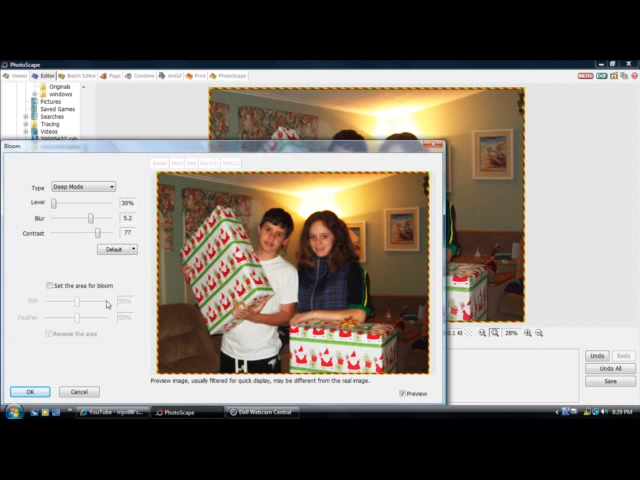 PhotoScape
Viewer Editor Batch Editor Page Combine AniGif Print PhotoScape
Originals
windows
Pictures
Saved Games
Searches
Tracing
Videos
Bloom
Type Deep Mode
Level 30%
Blur 5.2
Contrast 77
Default
Set the area for bloom
Size 50%
Feather 50%
Reverse the area
Preview image, usually filtered for quick display, may be different from the real image.
Preview
OK Cancel
28%
Undo Redo
Undo All
Save
PhotoScape
Dell Webcam Central
8:29 PM